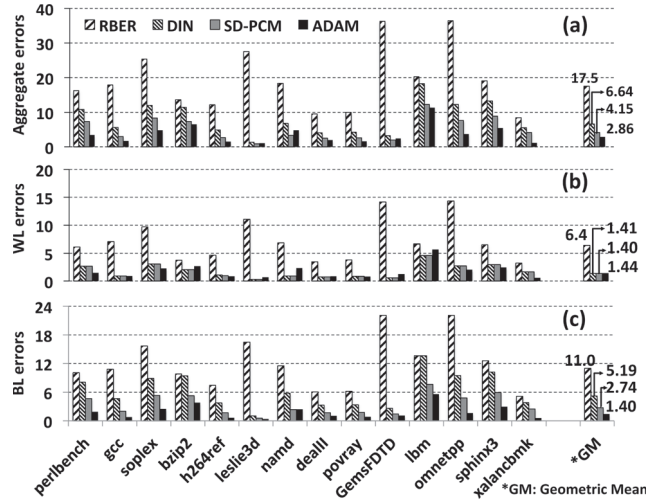 RBER DIN SD-PCM ADAM
(a)
Aggregate errors
40
30
20
10
0
17.5
6.64
4.15
2.86
(b)
WL errors
20
15
10
5
0
6.4
1.41
1.40
1.44
(c)
BL errors
24
18
12
6
0
11.0
5.19
2.74
1.40
perlbench
gcc
soplex
bzip2
h264ref
leslie3d
namd
dealII
povray
GemsFDTD
lbm
omnetpp
sphinx3
xalancbmk
*GM
*GM: Geometric Mean